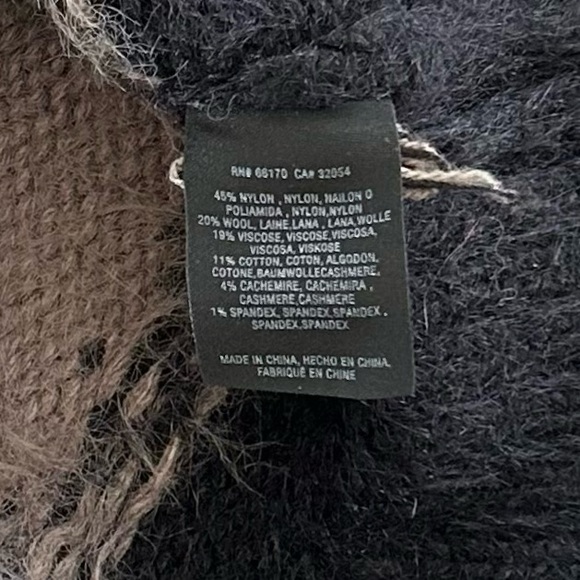 RN# 66170 CA# 32054
45% NYLON , NYLON, NAILON O
POLIAMIDA , NYLON,NYLON
20% WOOL, LAINE,LANA , LANA,WOLLE
19% VISCOSE, VISCOSE,VISCOSA,
VISCOSA, VISKOSE
11% COTTON, COTON, ALGODON,
COTONE,BAUMWOLLECASHMERE,
4% CACHEMIRE, CACHEMIRA ,
CASHMERE,CASHMERE
1% SPANDEX, SPANDEX,SPANDEX ,
SPANDEX,SPANDEX
MADE IN CHINA, HECHO EN CHINA,
FABRIQUÉ EN CHINE